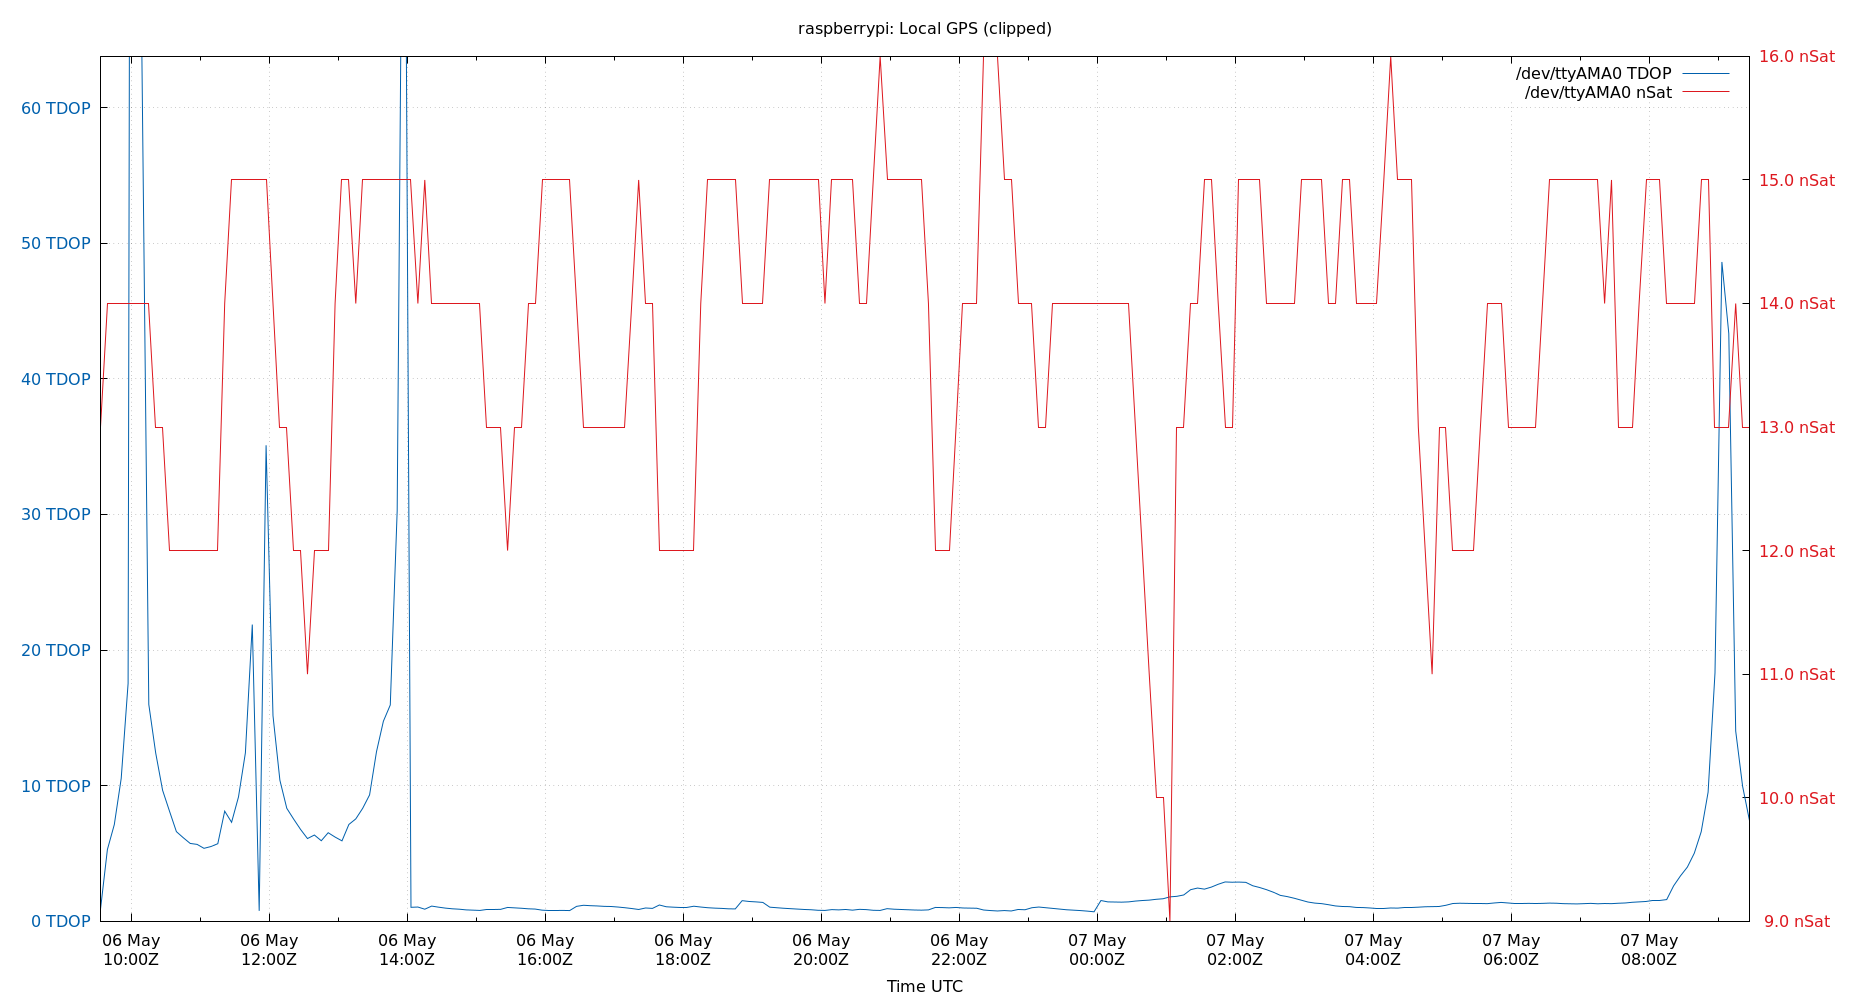 raspberrypi: Local GPS (clipped)
/dev/ttyAMA0 TDOP
/dev/ttyAMA0 nSat
60 TDOP
50 TDOP
40 TDOP
30 TDOP
20 TDOP
10 TDOP
0 TDOP
16.0 nSat
15.0 nSat
14.0 nSat
13.0 nSat
12.0 nSat
11.0 nSat
10.0 nSat
9.0 nSat
06 May 06 May 06 May 06 May 06 May 06 May 06 May 07 May 07 May 07 May 07 May 07 May
10:00Z 12:00Z 14:00Z 16:00Z 18:00Z 20:00Z 22:00Z 00:00Z 02:00Z 04:00Z 06:00Z 08:00Z
Time UTC